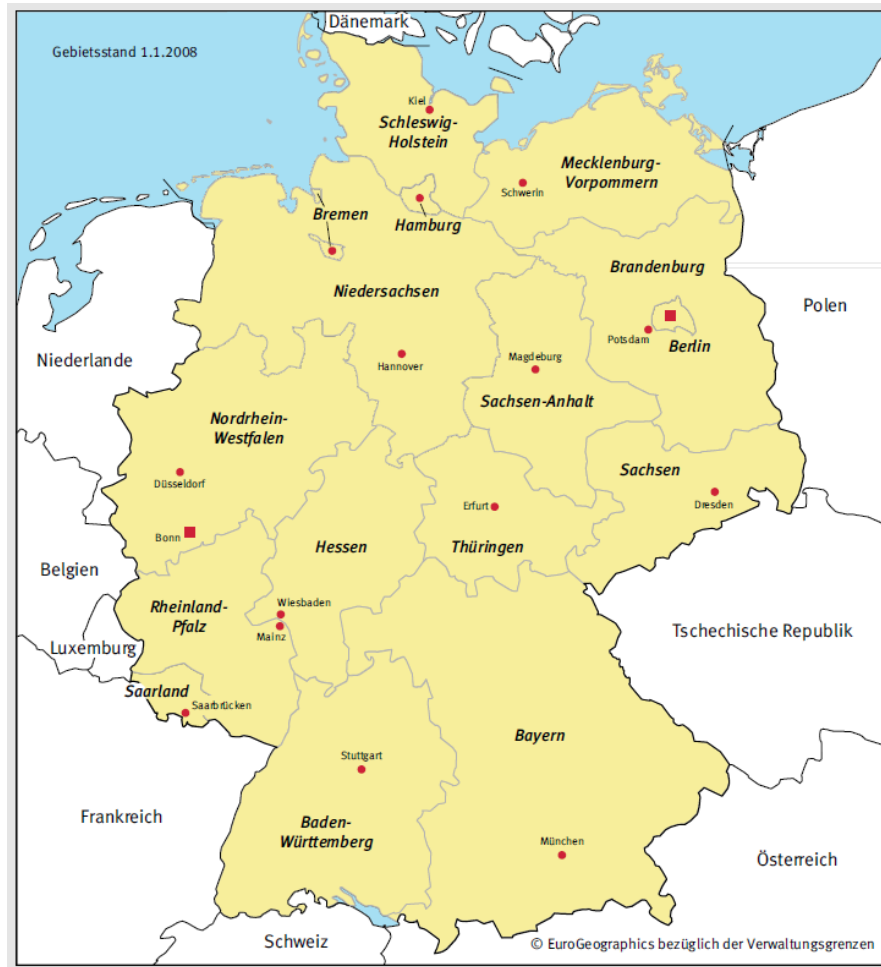 Dänemark
Gebietsstand 1.1.2008
Kiel
Schleswig-
Holstein
Mecklenburg-
Vorpommern
Schwerin
Bremen
Hamburg
Brandenburg
Niedersachsen
Polen
Potsdam
Berlin
Niederlande
Hannover
Magdeburg
Sachsen-Anhalt
Nordrhein-
Westfalen
Sachsen
Düsseldorf
Erfurt
Dresden
Bonn
Hessen
Thüringen
Belgien
Rheinland-
Pfalz
Wiesbaden
Mainz
Tschechische Republik
Luxemburg
Saarland
Saarbrücken
Bayern
Stuttgart
Frankreich
Baden-
Württemberg
München
Österreich
Schweiz
© EuroGeographics bezüglich der Verwaltungsgrenzen